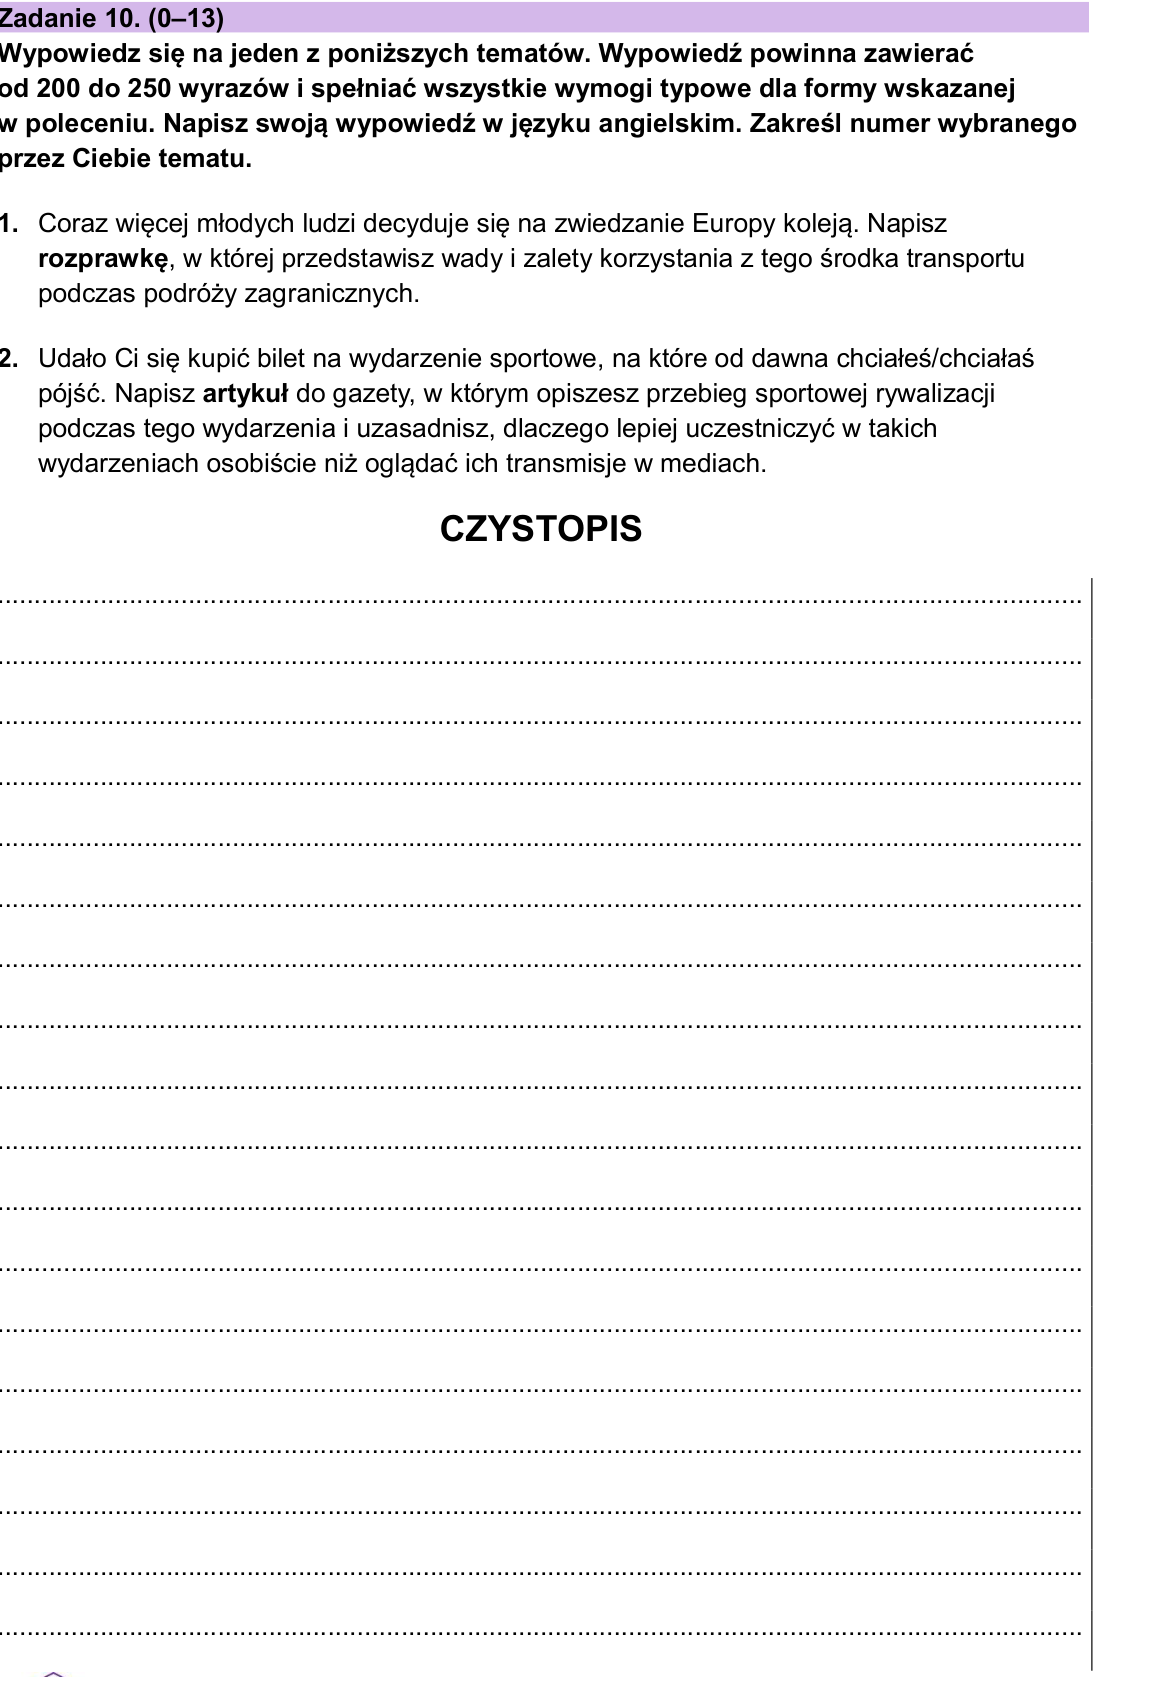 Zadanie 10. (0–13)
Wypowiedz się na jeden z poniższych tematów. Wypowiedź powinna zawierać
od 200 do 250 wyrazów i spełniać wszystkie wymogi typowe dla formy wskazanej
w poleceniu. Napisz swoją wypowiedź w języku angielskim. Zakreśl numer wybranego
przez Ciebie tematu.
1. Coraz więcej młodych ludzi decyduje się na zwiedzanie Europy koleją. Napisz
rozprawkę, w której przedstawisz wady i zalety korzystania z tego środka transportu
podczas podróży zagranicznych.
2. Udało Ci się kupić bilet na wydarzenie sportowe, na które od dawna chciałeś/chciałaś
pójść. Napisz artykuł do gazety, w którym opiszesz przebieg sportowej rywalizacji
podczas tego wydarzenia i uzasadnisz, dlaczego lepiej uczestniczyć w takich
wydarzeniach osobiście niż oglądać ich transmisje w mediach.
CZYSTOPIS